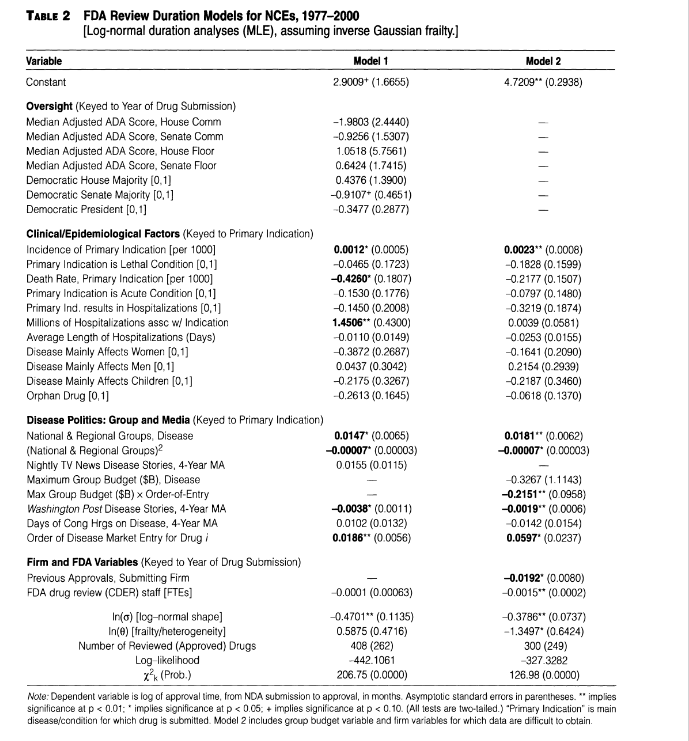 TABLE 2 FDA Review Duration Models for NCEs, 1977–2000
[Log-normal duration analyses (MLE), assuming inverse Gaussian frailty.]
Variable Model 1 Model 2
Constant 2.9009⁺ (1.6655) 4.7209** (0.2938)
Oversight (Keyed to Year of Drug Submission)
Median Adjusted ADA Score, House Comm −1.9803 (2.4440) —
Median Adjusted ADA Score, Senate Comm −0.9256 (1.5307) —
Median Adjusted ADA Score, House Floor 1.0518 (5.7561) —
Median Adjusted ADA Score, Senate Floor 0.6424 (1.7415) —
Democratic House Majority [0,1] 0.4376 (1.3900) —
Democratic Senate Majority [0,1] −0.9107⁺ (0.4651) —
Democratic President [0,1] −0.3477 (0.2877) —
Clinical/Epidemiological Factors (Keyed to Primary Indication)
Incidence of Primary Indication [per 1000] 0.0012* (0.0005) 0.0023** (0.0008)
Primary Indication is Lethal Condition [0,1] −0.0465 (0.1723) −0.1828 (0.1599)
Death Rate, Primary Indication [per 1000] −0.4260* (0.1807) −0.2177 (0.1507)
Primary Indication is Acute Condition [0,1] −0.1530 (0.1776) −0.0797 (0.1480)
Primary Ind. results in Hospitalizations [0,1] −0.1450 (0.2008) −0.3219 (0.1874)
Millions of Hospitalizations assc w/ Indication 1.4506** (0.4300) 0.0039 (0.0581)
Average Length of Hospitalizations (Days) −0.0110 (0.0149) −0.0253 (0.0155)
Disease Mainly Affects Women [0,1] −0.3872 (0.2687) −0.1641 (0.2090)
Disease Mainly Affects Men [0,1] 0.0437 (0.3042) 0.2154 (0.2939)
Disease Mainly Affects Children [0,1] −0.2175 (0.3267) −0.2187 (0.3460)
Orphan Drug [0,1] −0.2613 (0.1645) −0.0618 (0.1370)
Disease Politics: Group and Media (Keyed to Primary Indication)
National & Regional Groups, Disease 0.0147* (0.0065) 0.0181** (0.0062)
(National & Regional Groups)² −0.00007* (0.00003) −0.00007* (0.00003)
Nightly TV News Disease Stories, 4-Year MA 0.0155 (0.0115) —
Maximum Group Budget ($B), Disease — −0.3267 (1.1143)
Max Group Budget ($B) × Order-of-Entry — −0.2151** (0.0958)
Washington Post Disease Stories, 4-Year MA −0.0038* (0.0011) −0.0019** (0.0006)
Days of Cong Hrgs on Disease, 4-Year MA 0.0102 (0.0132) −0.0142 (0.0154)
Order of Disease Market Entry for Drug i 0.0186** (0.0056) 0.0597* (0.0237)
Firm and FDA Variables (Keyed to Year of Drug Submission)
Previous Approvals, Submitting Firm — −0.0192* (0.0080)
FDA drug review (CDER) staff [FTEs] −0.0001 (0.00063) −0.0015** (0.0002)
ln(σ) [log–normal shape] −0.4701** (0.1135) −0.3786** (0.0737)
ln(θ) [frailty/heterogeneity] 0.5875 (0.4716) −1.3497* (0.6424)
Number of Reviewed (Approved) Drugs 408 (262) 300 (249)
Log–likelihood −442.1061 −327.3282
χ²ₖ (Prob.) 206.75 (0.0000) 126.98 (0.0000)
Note: Dependent variable is log of approval time, from NDA submission to approval, in months. Asymptotic standard errors in parentheses. ** implies
significance at p < 0.01; * implies significance at p < 0.05; + implies significance at p < 0.10. (All tests are two-tailed.) "Primary Indication" is main
disease/condition for which drug is submitted. Model 2 includes group budget variable and firm variables for which data are difficult to obtain.